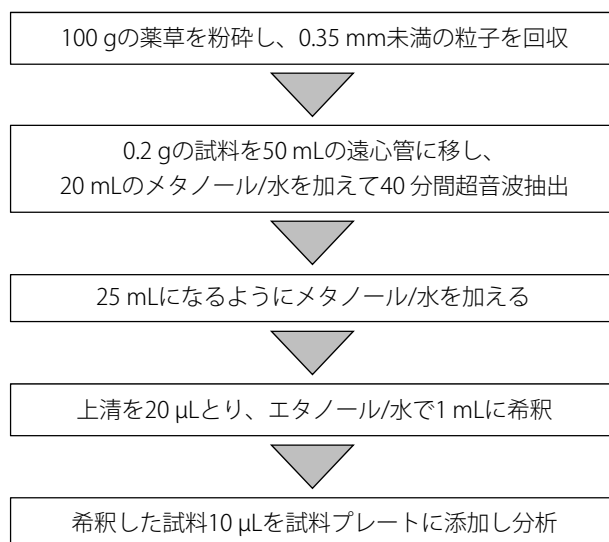 100 gの薬草を粉砕し、0.35 mm未満の粒子を回収
0.2 gの試料を50 mLの遠心管に移し、
20 mLのメタノール/水を加えて40 分間超音波抽出
25 mLになるようにメタノール/水を加える
上清を20 μLとり、エタノール/水で1 mLに希釈
希釈した試料10 μLを試料プレートに添加し分析